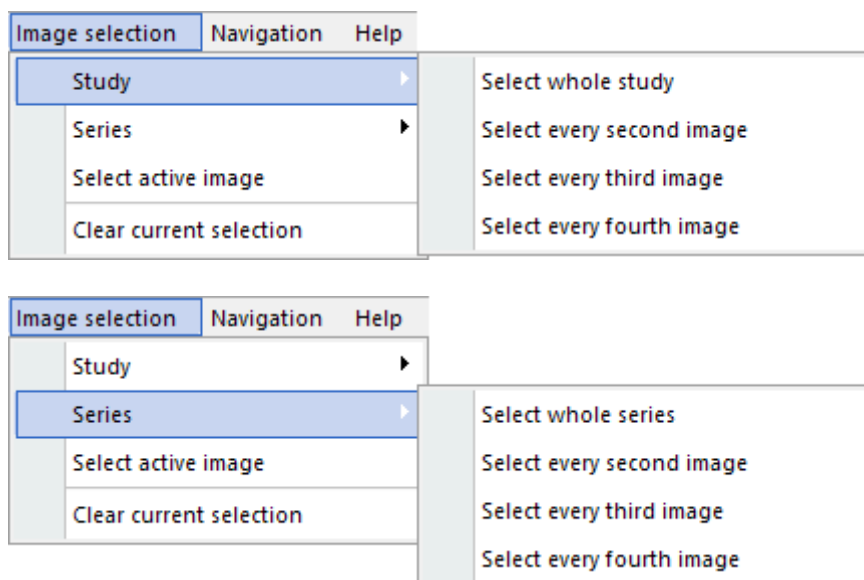 Image selection Navigation Help
Study Select whole study
Series Select every second image
Select active image Select every third image
Clear current selection Select every fourth image
Image selection Navigation Help
Study
Series Select whole series
Select active image Select every second image
Clear current selection Select every third image
Select every fourth image